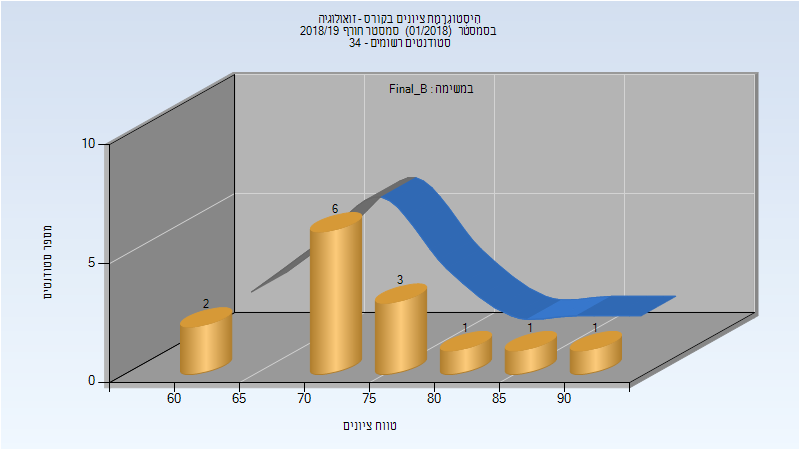 היסטוגרמת ציונים בקורס - זואולוגיה
בסמסטר (01/2018) סמסטר חורף 2018/19
סטודנטים רשומים - 34
במשימה : Final_B
מספר סטודנטים
10
5
0
2
6
3
1
1
1
60
65
70
75
80
85
90
טווח ציונים